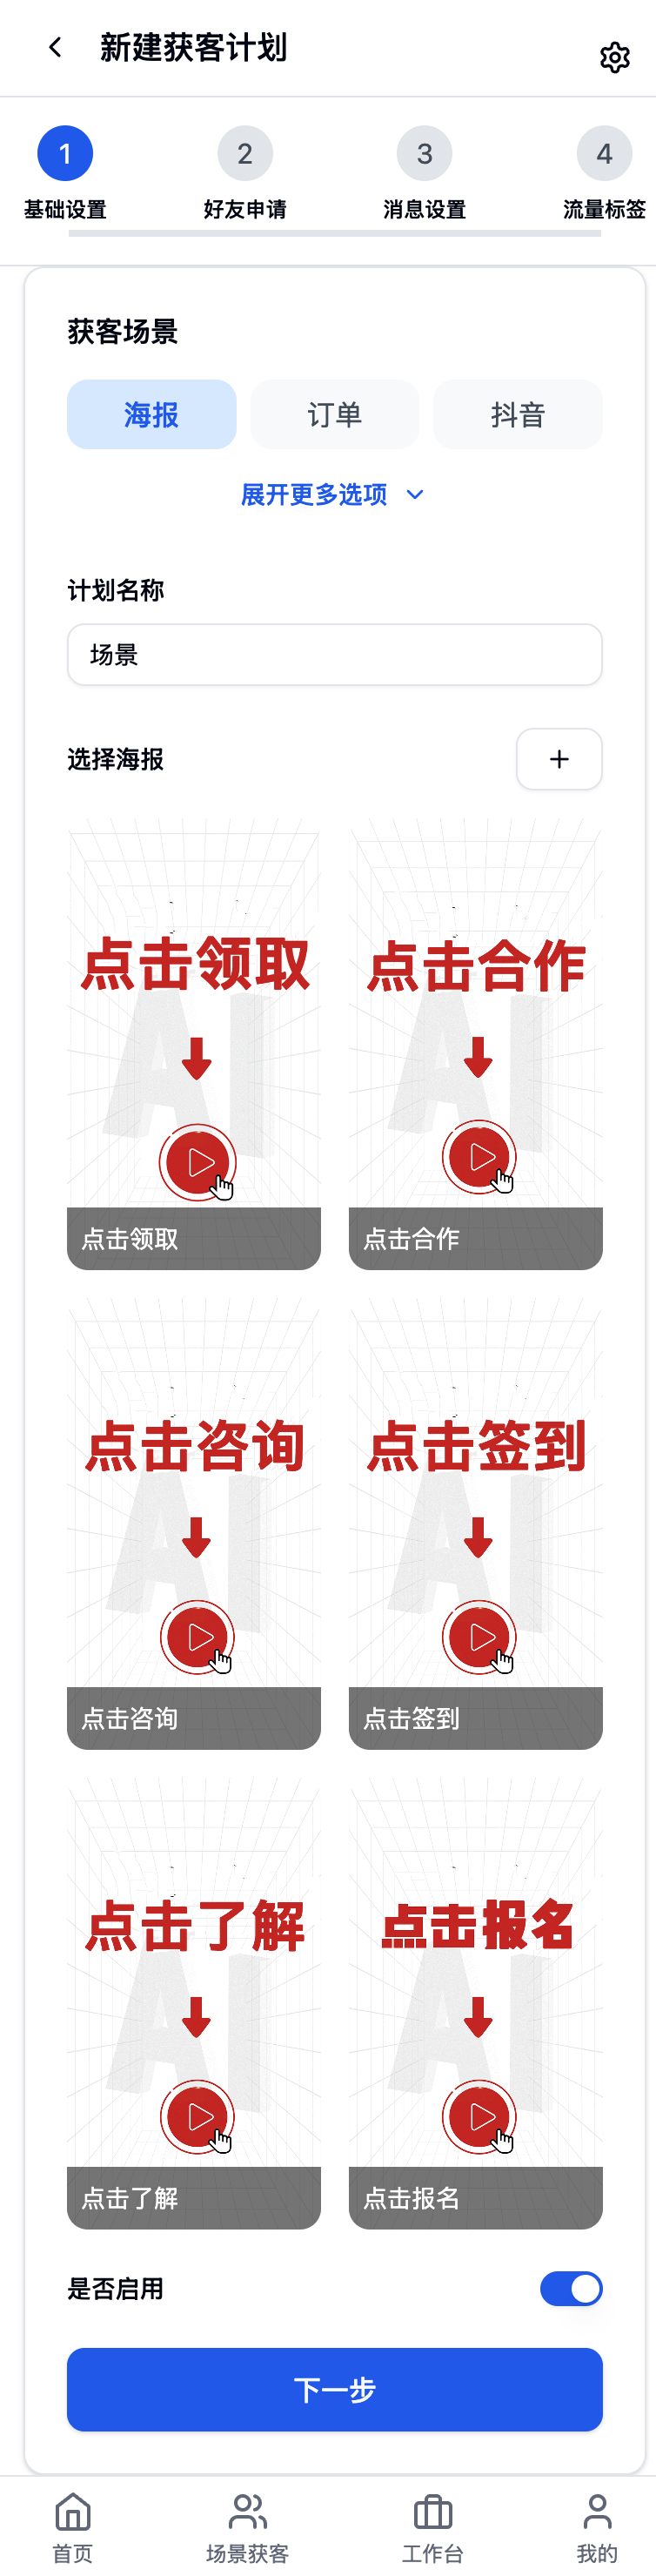 新建获客计划
1
2
3
4
基础设置
好友申请
消息设置
流量标签
获客场景
海报
订单
抖音
展开更多选项
计划名称
场景
选择海报
点击领取
点击领取
点击合作
点击合作
点击咨询
点击咨询
点击签到
点击签到
点击了解
点击了解
点击报名
点击报名
是否启用
下一步
首页
场景获客
工作台
我的